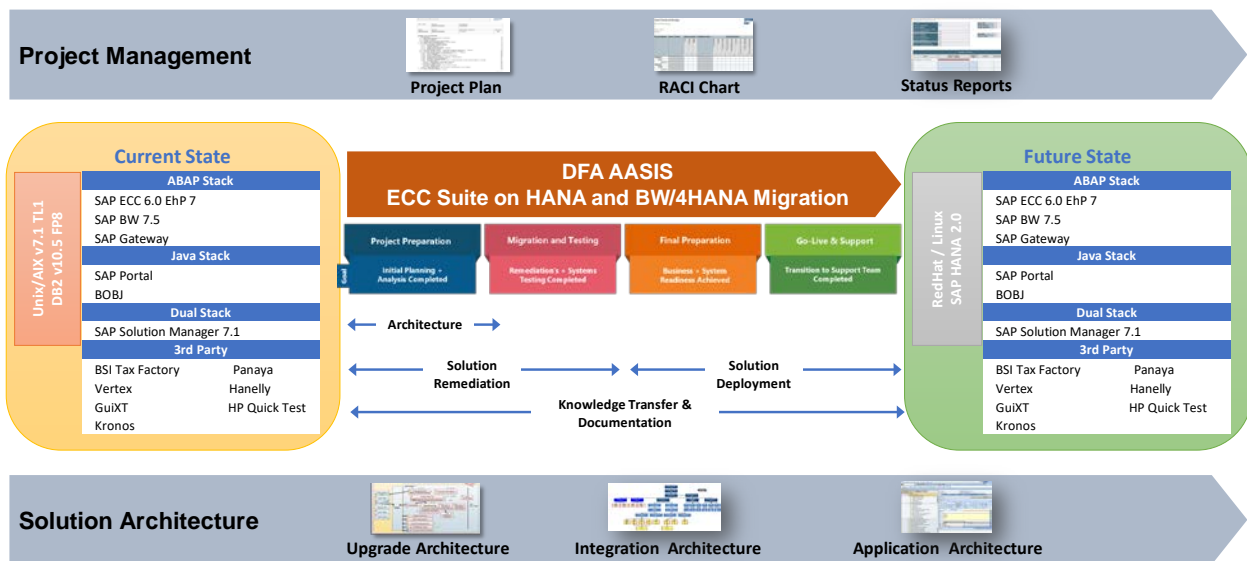 Project Management
Project Plan
RACI Chart
Status Reports
Current State
Unix/AIX v7.1 TL1
DB2 v10.5 FP8
ABAP Stack
SAP ECC 6.0 EhP 7
SAP BW 7.5
SAP Gateway
Java Stack
SAP Portal
BOBJ
Dual Stack
SAP Solution Manager 7.1
3rd Party
BSI Tax Factory Panaya
Vertex Hanelly
GuiXT HP Quick Test
Kronos
DFA AASIS
ECC Suite on HANA and BW/4HANA Migration
Project Preparation
Migration and Testing
Final Preparation
Go-Live & Support
Goal
Initial Planning +
Analysis Completed
Remediation's + Systems
Testing Completed
Business + System
Readiness Achieved
Transition to Support Team
Completed
Architecture
Solution
Remediation
Solution
Deployment
Knowledge Transfer &
Documentation
Future State
RedHat / Linux
SAP HANA 2.0
ABAP Stack
SAP ECC 6.0 EhP 7
SAP BW 7.5
SAP Gateway
Java Stack
SAP Portal
BOBJ
Dual Stack
SAP Solution Manager 7.1
3rd Party
BSI Tax Factory Panaya
Vertex Hanelly
GuiXT HP Quick Test
Kronos
Solution Architecture
Upgrade Architecture
Integration Architecture
Application Architecture